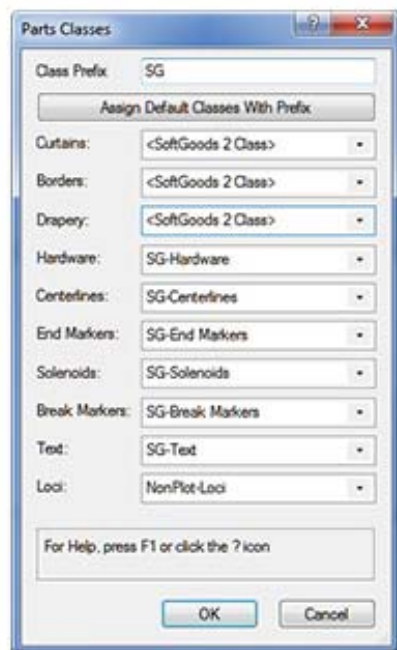 Parts Classes
Class Prefix SG
Assign Default Classes With Prefix
Curtains: <SoftGoods 2 Class>
Borders: <SoftGoods 2 Class>
Drapery: <SoftGoods 2 Class>
Hardware: SG-Hardware
Centerlines: SG-Centerlines
End Markers: SG-End Markers
Solenoids: SG-Solenoids
Break Markers: SG-Break Markers
Text: SG-Text
Loci: NonPlot-Loci
For Help, press F1 or click the ? icon
OK Cancel